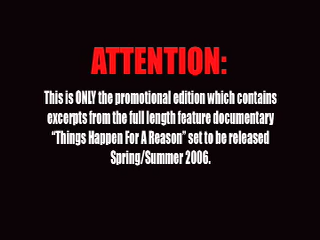 ATTENTION:
This is ONLY the promotional edition which contains
excerpts from the full length feature documentary
“Things Happen For A Reason” set to be released
Spring/Summer 2006.